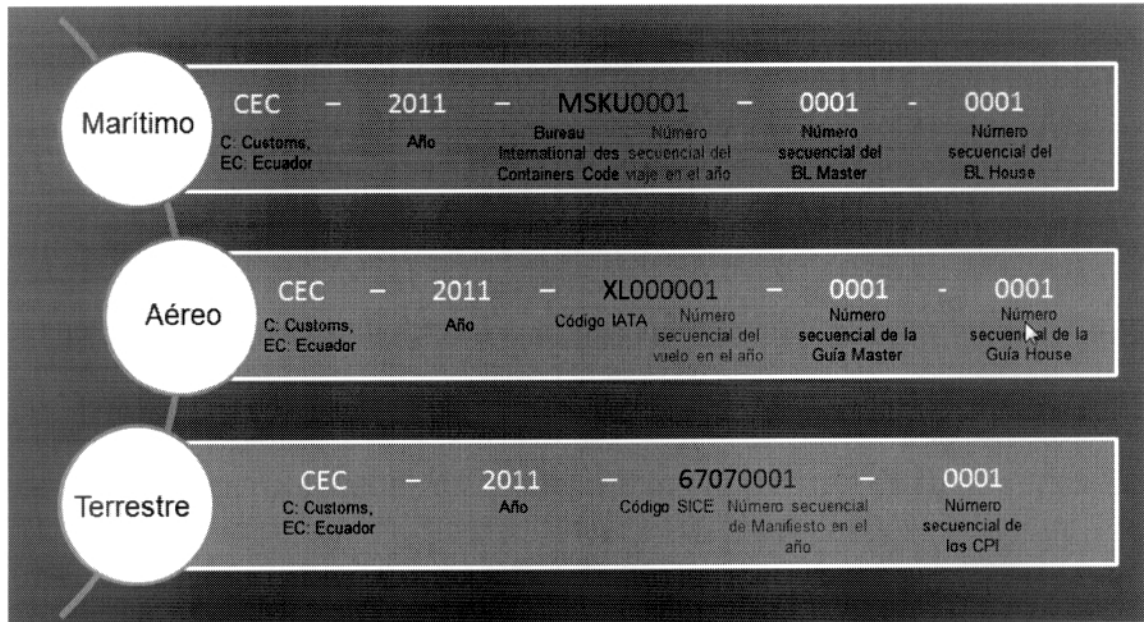 Marítimo
CEC – 2011 – MSKU0001 – 0001 - 0001
C: Customs,
EC: Ecuador
Año
Bureau
International des
Containers Code
Número
secuencial del
viaje en el año
Número
secuencial del
BL Master
Número
secuencial del
BL House
Aéreo
CEC – 2011 – XL000001 – 0001 - 0001
C: Customs,
EC: Ecuador
Año
Código IATA
Número
secuencial del
vuelo en el año
Número
secuencial de la
Guía Master
Número
secuencial de la
Guía House
Terrestre
CEC – 2011 – 67070001 – 0001
C: Customs,
EC: Ecuador
Año
Código SICE
Número secuencial
de Manifiesto en el
año
Número
secuencial de
las CPI